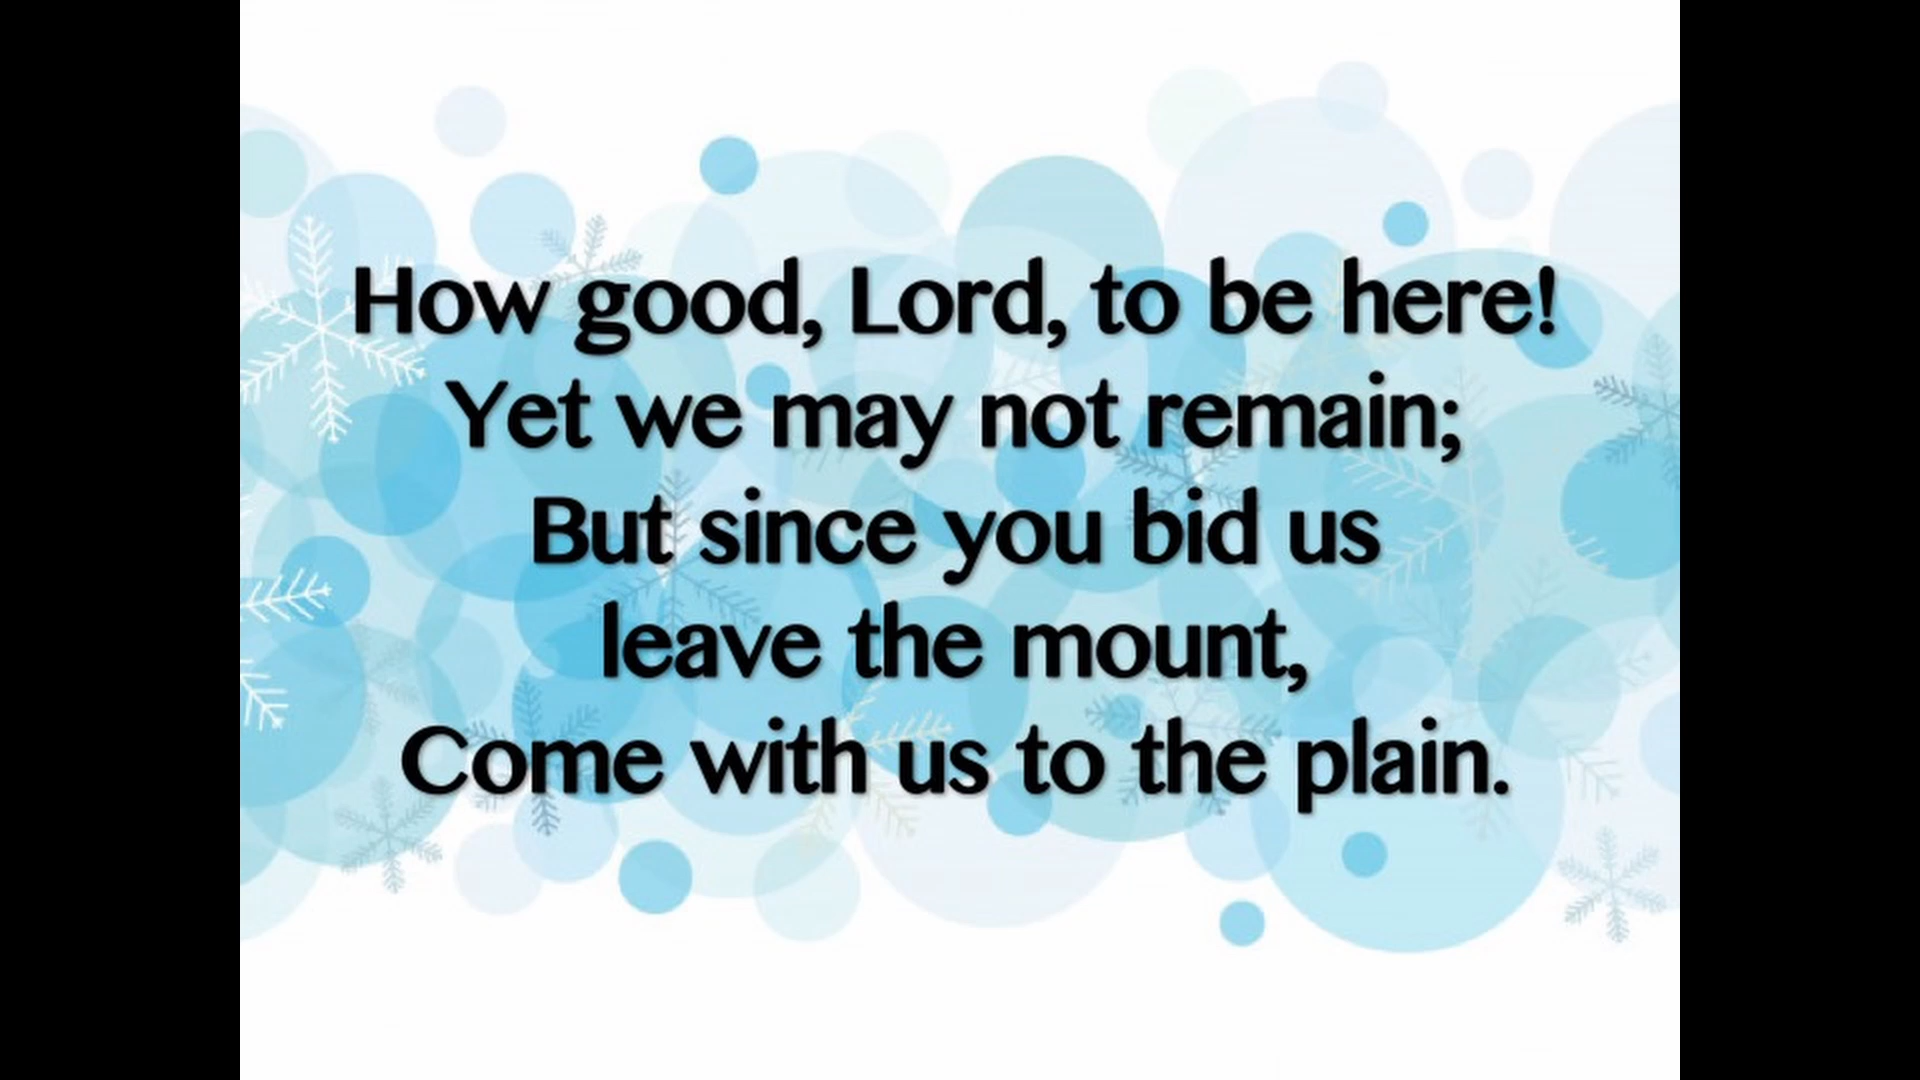 How good, Lord, to be here!
Yet we may not remain;
But since you bid us
leave the mount,
Come with us to the plain.